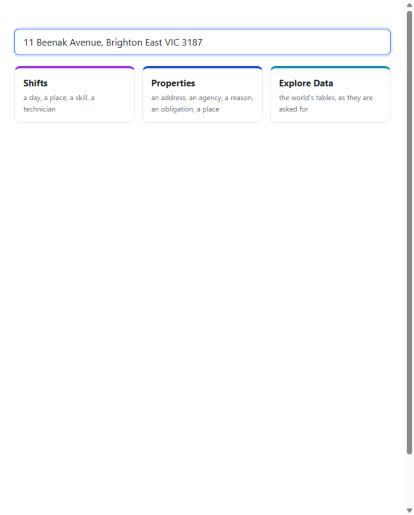 11 Beenak Avenue, Brighton East VIC 3187
Shifts
a day, a place, a skill, a
technician
Properties
an address, an agency, a reason,
an obligation, a place
Explore Data
the world's tables, as they are
asked for